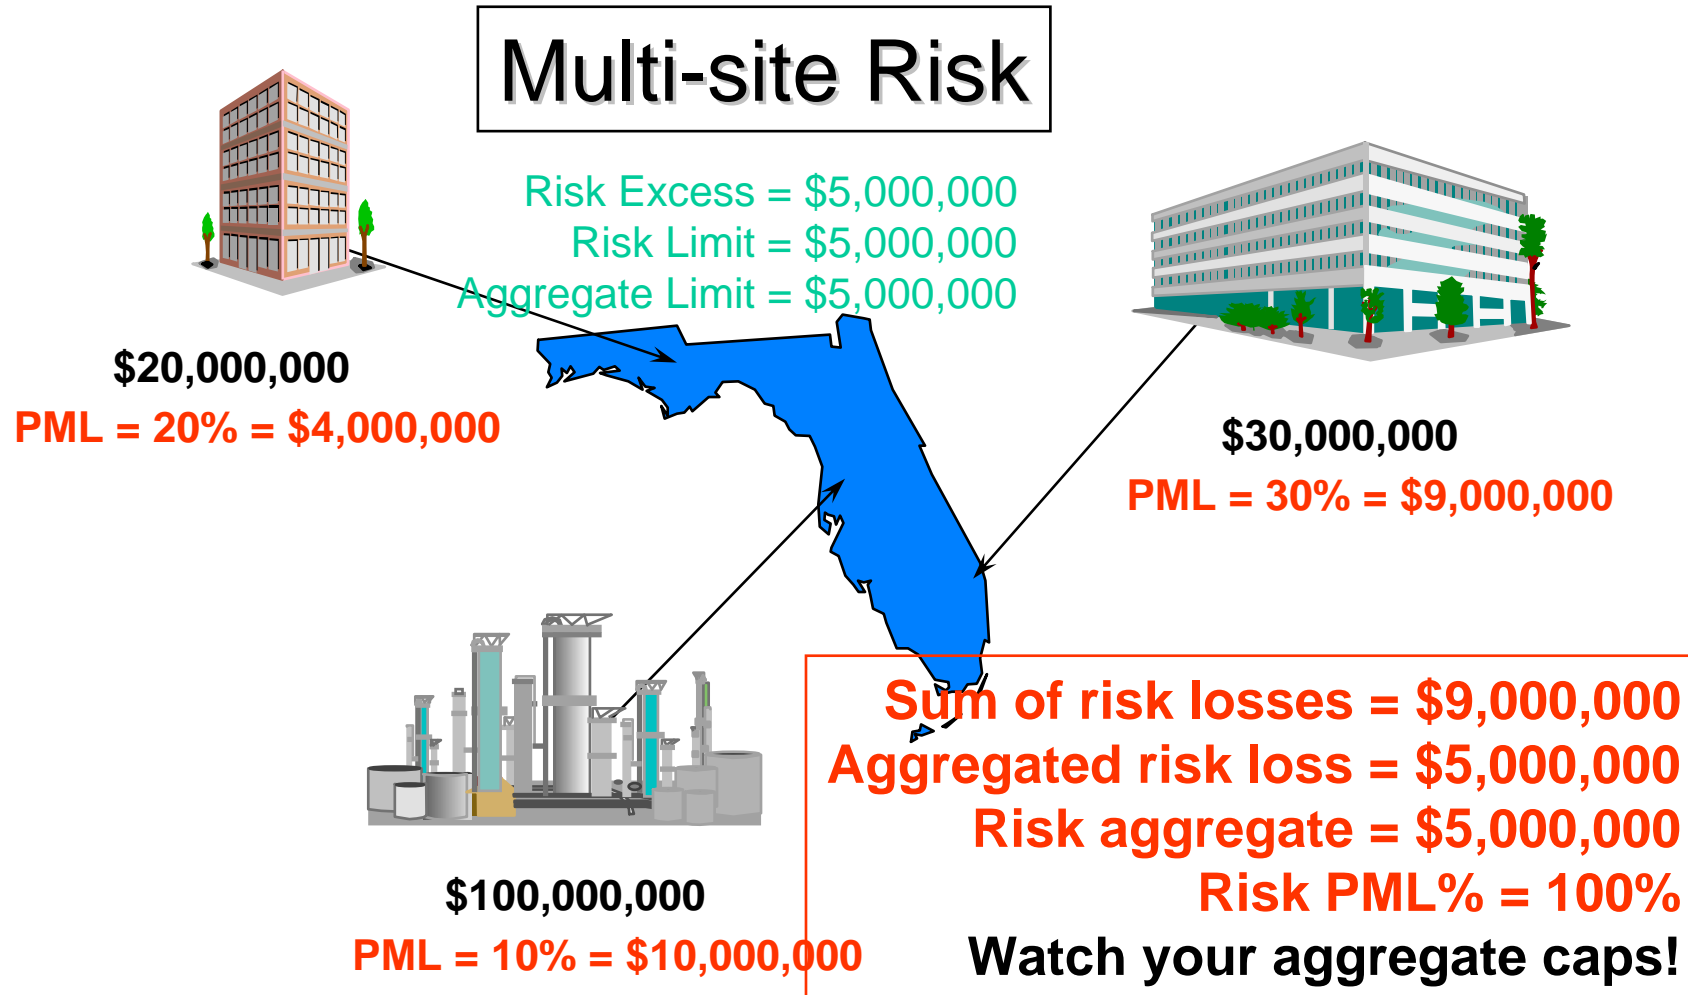 Multi-site Risk
Risk Excess = $5,000,000
Risk Limit = $5,000,000
Aggregate Limit = $5,000,000
$20,000,000
PML = 20% = $4,000,000
$30,000,000
PML = 30% = $9,000,000
$100,000,000
PML = 10% = $10,000,000
Sum of risk losses = $9,000,000
Aggregated risk loss = $5,000,000
Risk aggregate = $5,000,000
Risk PML% = 100%
Watch your aggregate caps!